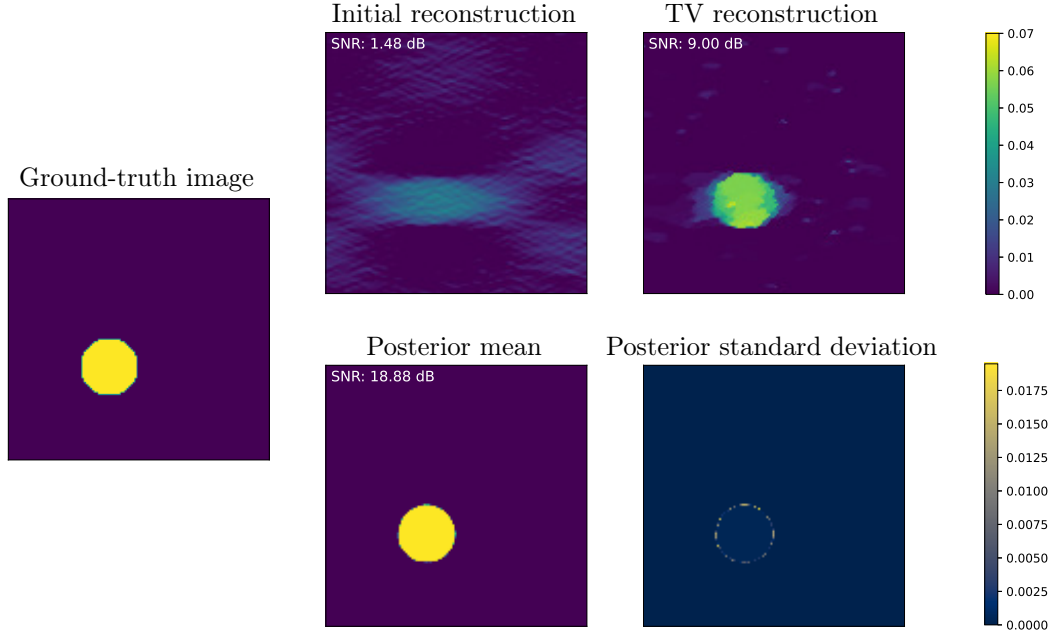 Initial reconstruction
TV reconstruction
SNR: 1.48 dB
SNR: 9.00 dB
0.07
0.06
0.05
0.04
0.03
0.02
0.01
0.00
Ground-truth image
Posterior mean
Posterior standard deviation
SNR: 18.88 dB
0.0175
0.0150
0.0125
0.0100
0.0075
0.0050
0.0025
0.0000